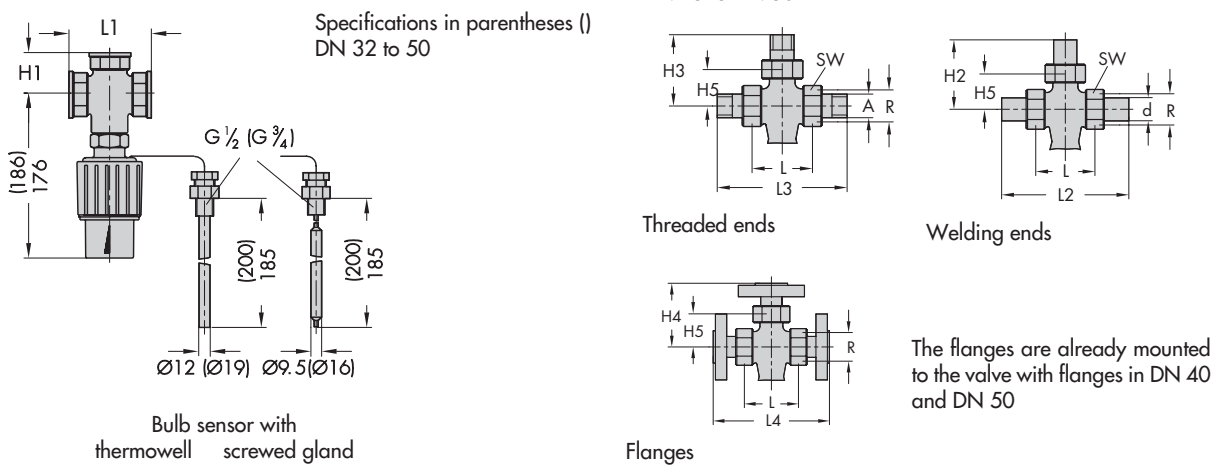 Specifications in parentheses ()
DN 32 to 50
L1
H1
(186)
176
G ½ (G ¾)
(200)
185
(200)
185
Ø12 (Ø19)
Ø9.5(Ø16)
Bulb sensor with
thermowell screwed gland
H3
H5
SW
A
R
L
L3
Threaded ends
H2
H5
SW
d
R
L
L2
Welding ends
H4
H5
R
L
L4
Flanges
The flanges are already mounted
to the valve with flanges in DN 40
and DN 50